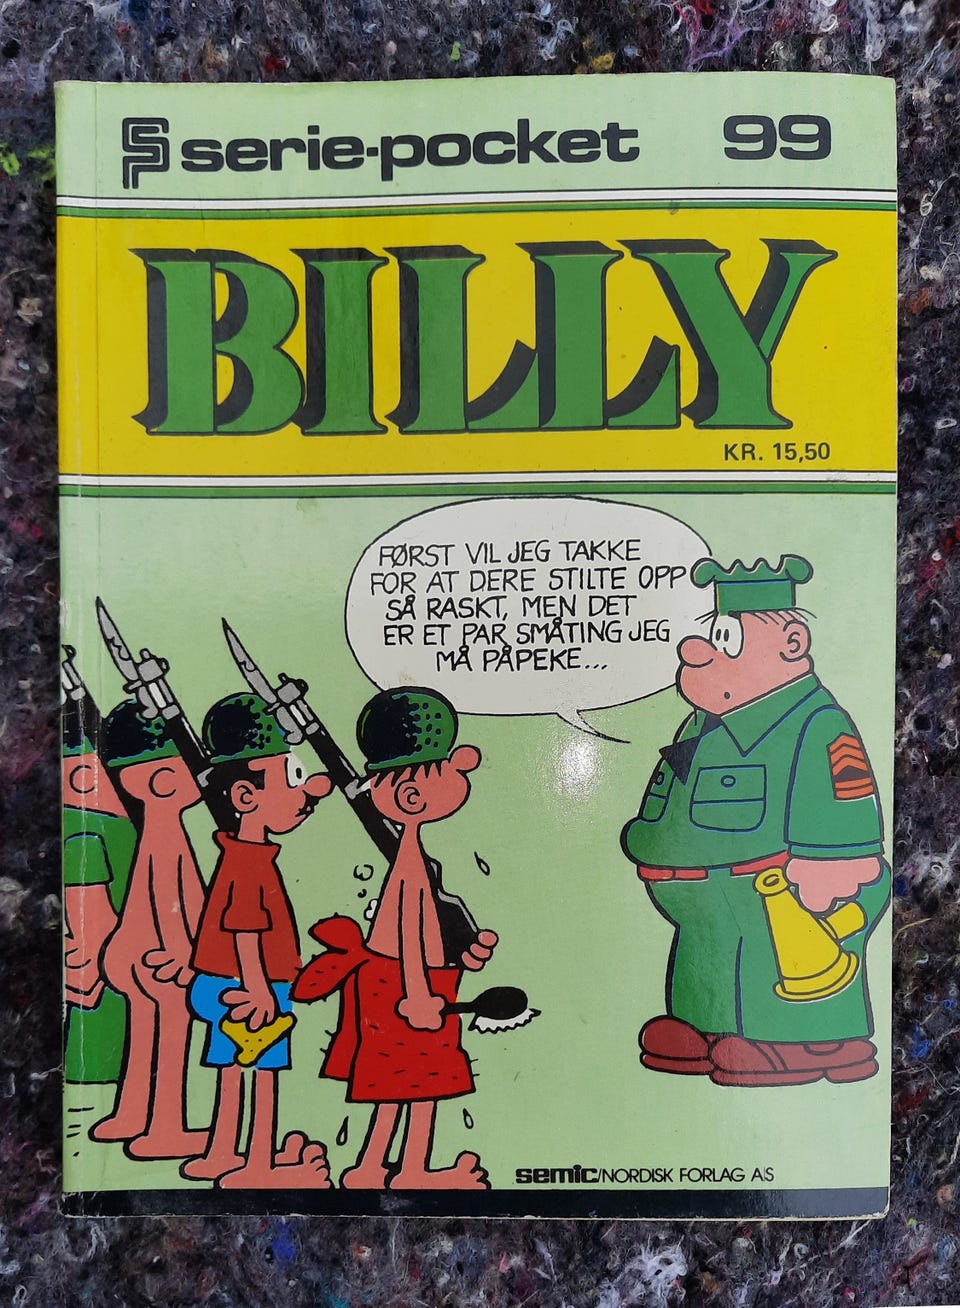 serie-pocket 99
BILLY
KR. 15,50
FØRST VIL JEG TAKKE
FOR AT DERE STILTE OPP
SÅ RASKT, MEN DET
ER ET PAR SMÅTING JEG
MÅ PÅPEKE...
semic/NORDISK FORLAG A/S